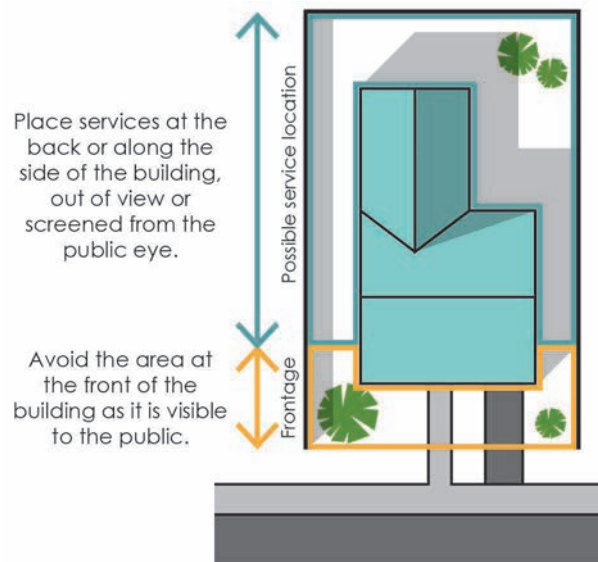 Place services at the
back or along the
side of the building,
out of view or
screened from the
public eye.
Possible service location
Avoid the area at
the front of the
building as it is visible
to the public.
Frontage